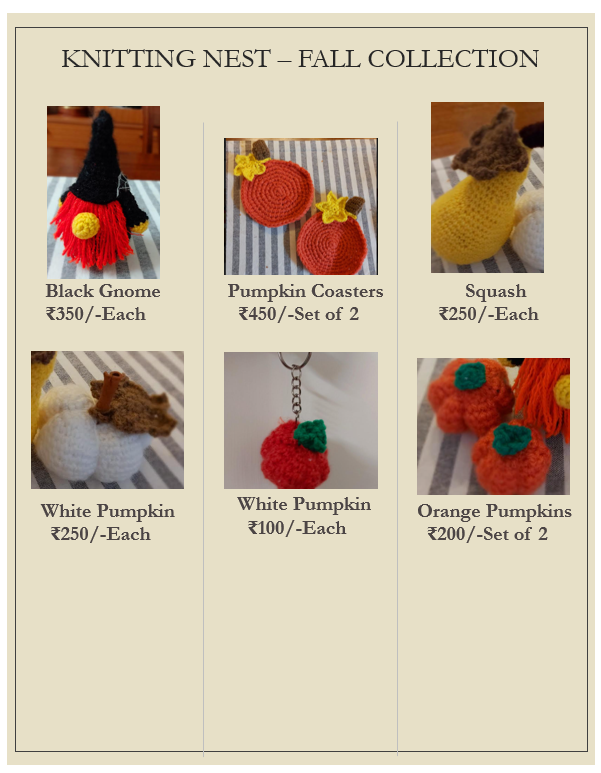 KNITTING NEST – FALL COLLECTION
Black Gnome
₹350/-Each
Pumpkin Coasters
₹450/-Set of 2
Squash
₹250/-Each
White Pumpkin
₹250/-Each
White Pumpkin
₹100/-Each
Orange Pumpkins
₹200/-Set of 2